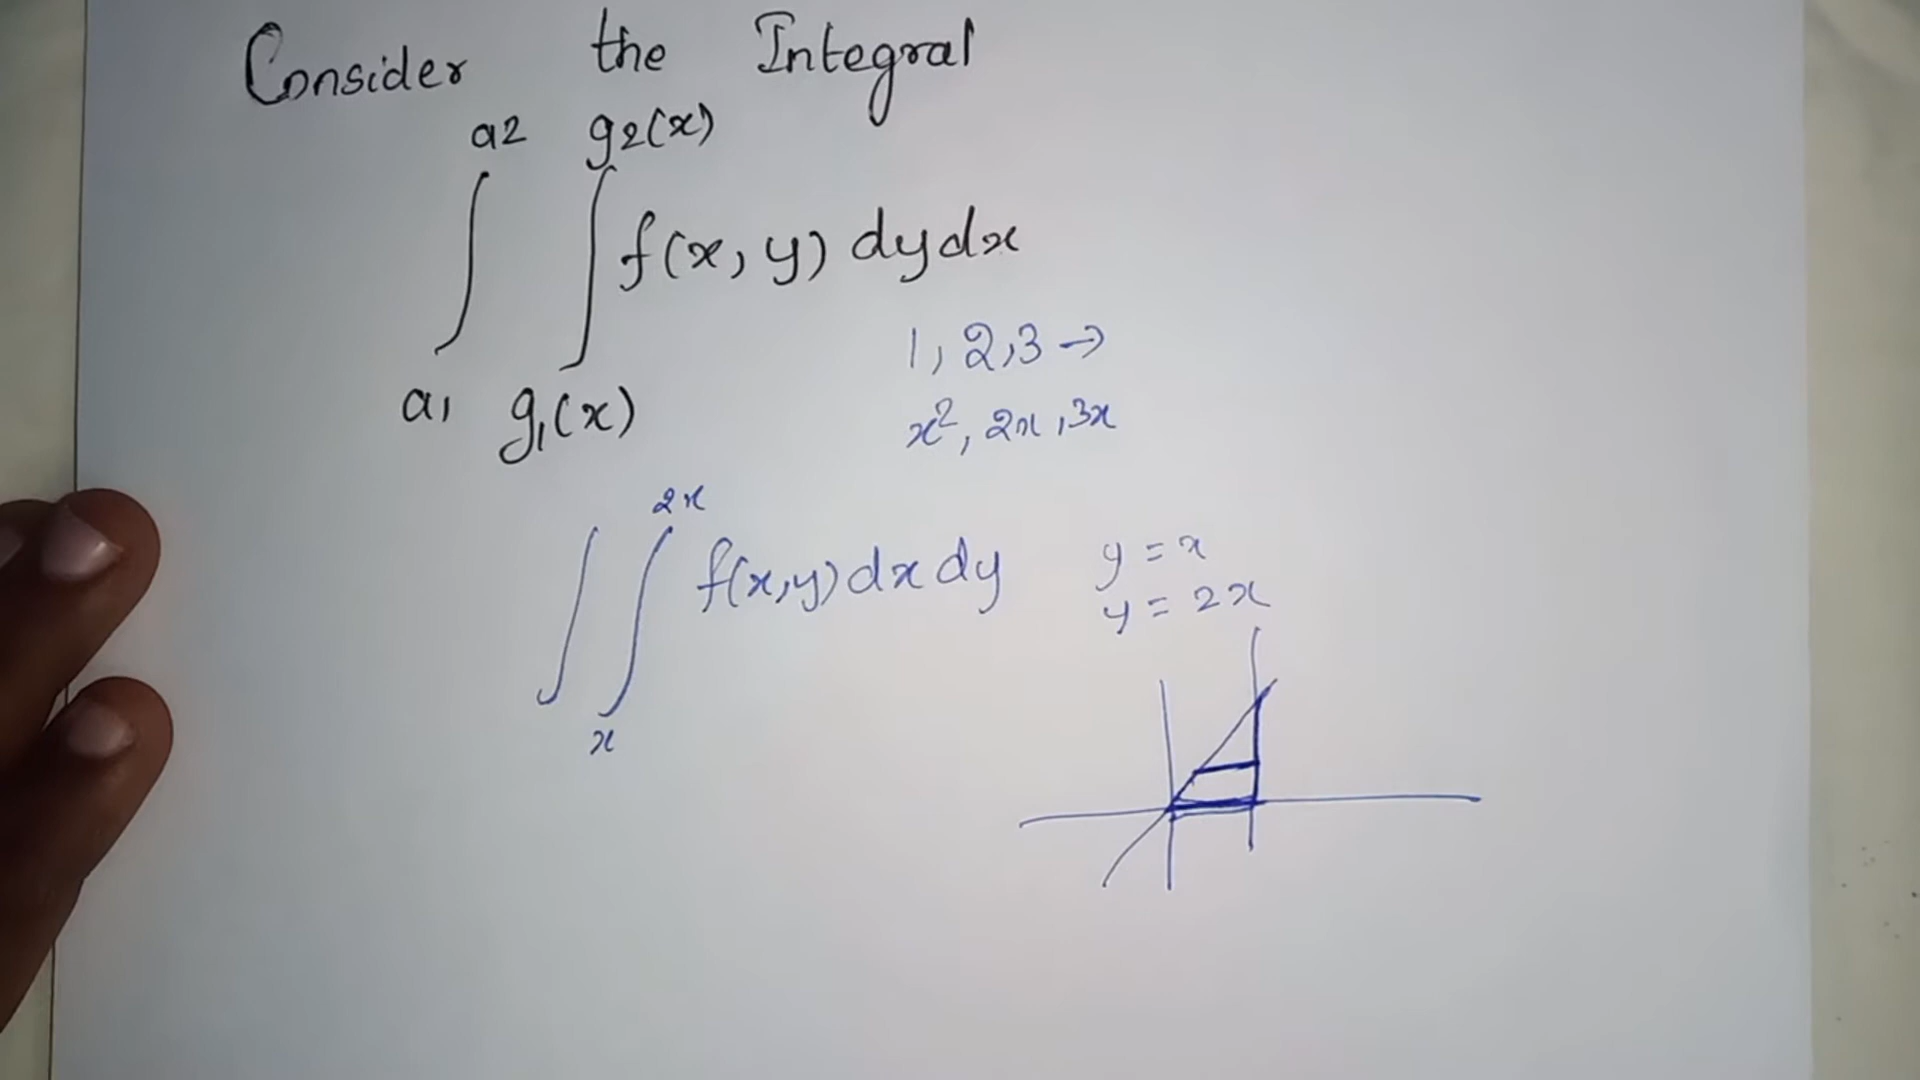 Consider the Integral
a2 g2(x)
∫ ∫ f(x, y) dy dx
a1 g1(x)
1, 2, 3 →
x², 2x, 3x
2x
∫ ∫ f(x, y) dx dy
x
y = x
y = 2x